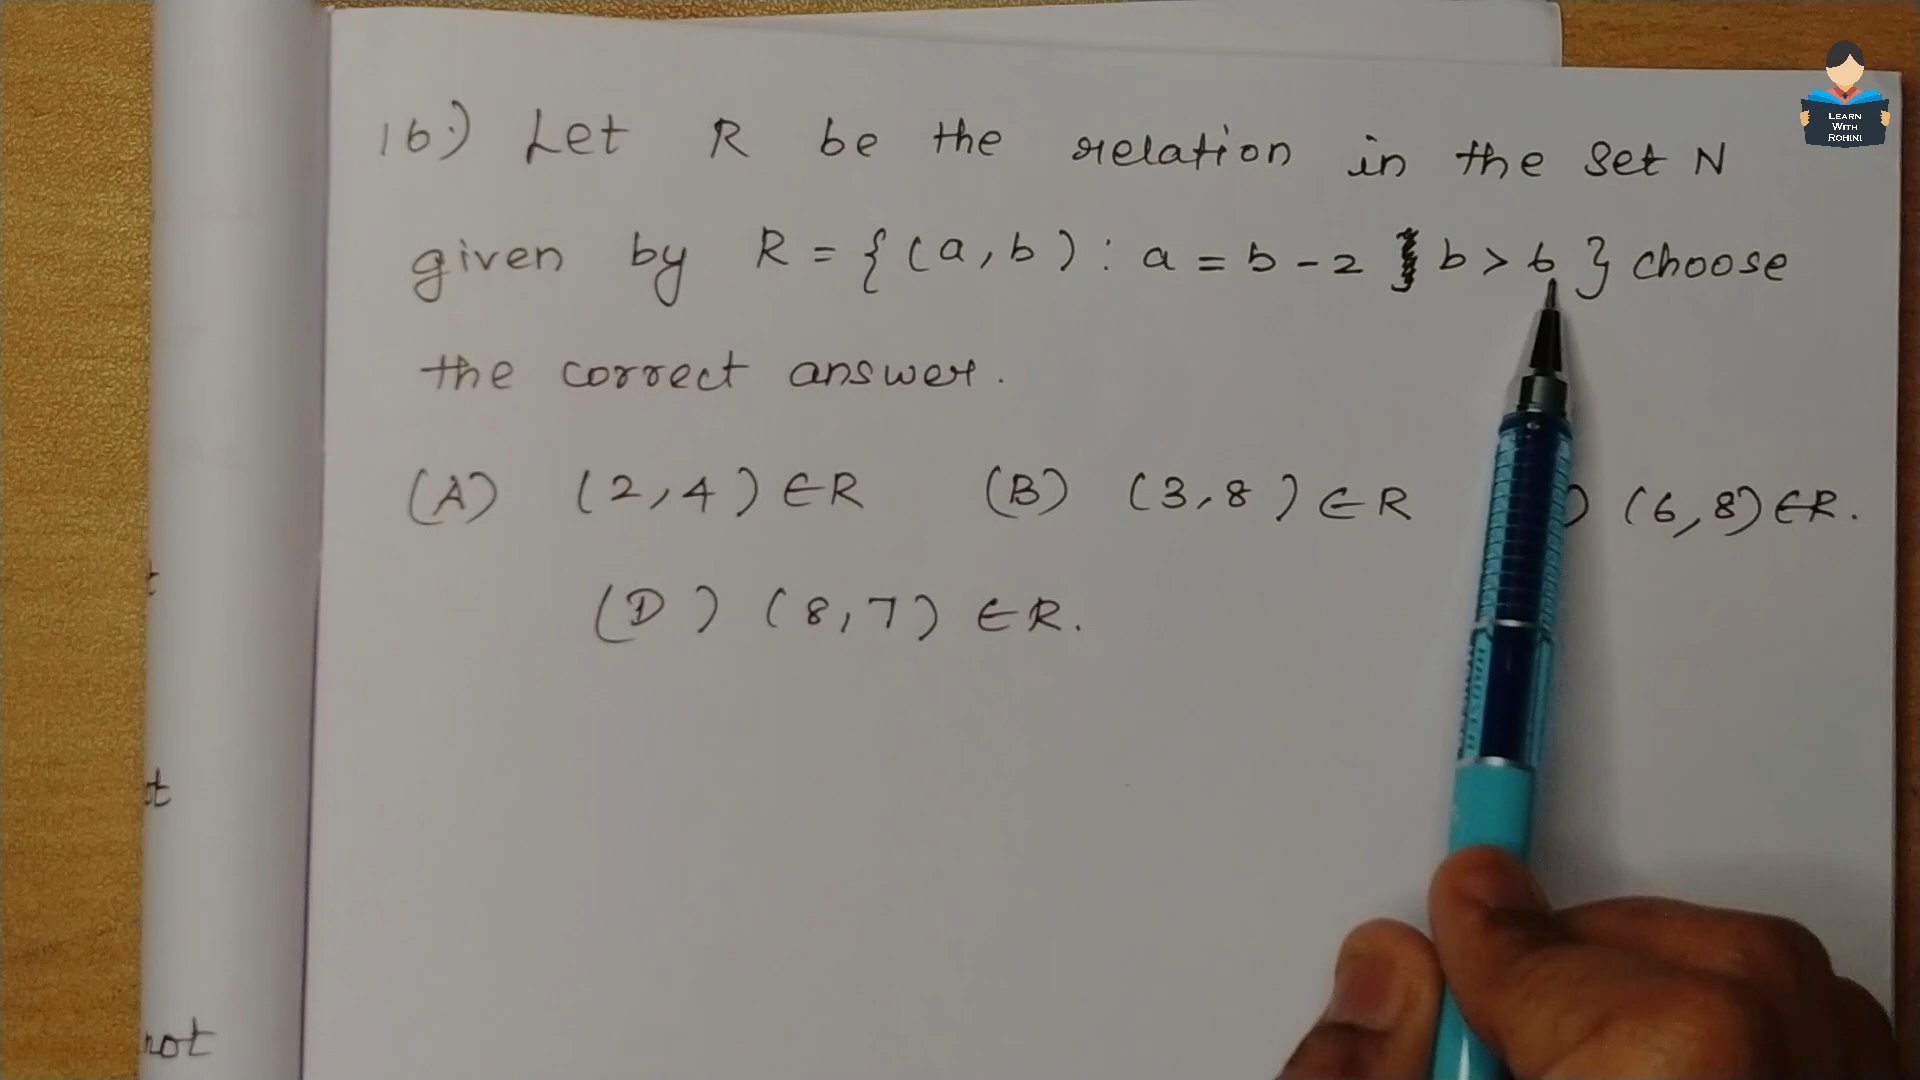 16.) Let R be the relation in the set N
given by R = {(a,b) : a = b - 2 b > 6 } choose
the correct answer.
(A) (2,4) ∈ R (B) (3,8) ∈ R ) (6,8) ∈ R.
(D) (8,7) ∈ R.
not
LEARN
WITH
ROHINI